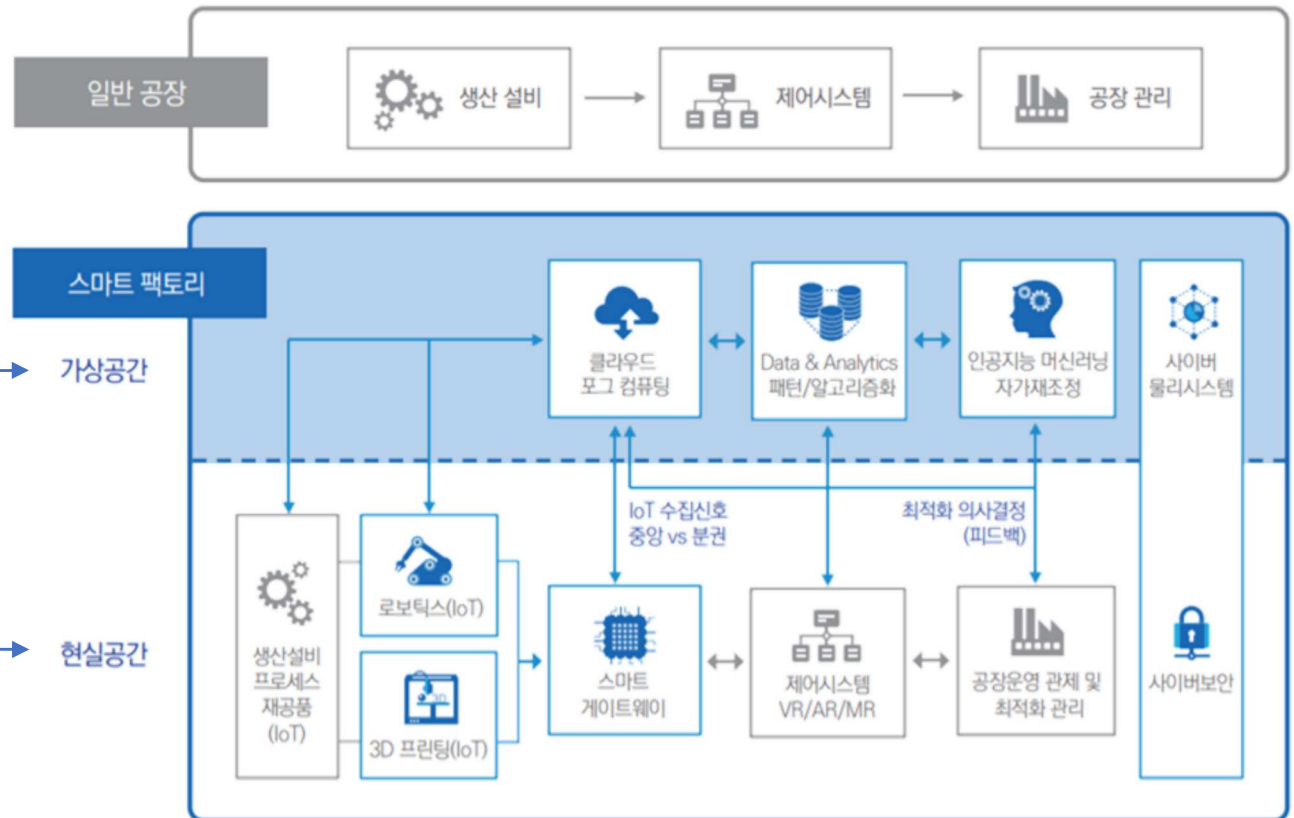 일반 공장
생산 설비
제어시스템
공장 관리
스마트 팩토리
가상공간
클라우드
포그 컴퓨팅
Data & Analytics
패턴/알고리즘화
인공지능 머신러닝
자가재조정
사이버
물리시스템
IoT 수집신호
중앙 vs 분권
최적화 의사결정
(피드백)
현실공간
생산설비
프로세스
재공품
(IoT)
로보틱스(IoT)
3D
3D 프린팅(IoT)
스마트
게이트웨이
제어시스템
VR/AR/MR
공장운영 관제 및
최적화 관리
사이버보안